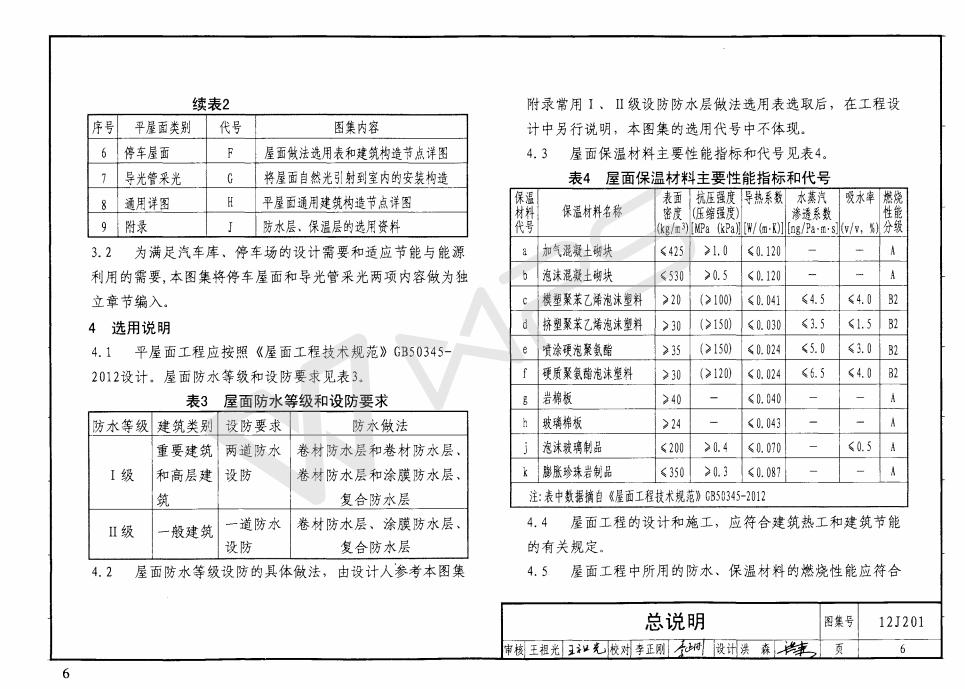 续表2
序号 平屋面类别 代号 图集内容
6 停车屋面 F 屋面做法选用表和建筑构造节点详图
7 导光管采光 G 将屋面自然光引射到室内的安装构造
8 通用详图 H 平屋面通用建筑构造节点详图
9 附录 J 防水层、保温层的选用资料
3.2 为满足汽车库、停车场的设计需要和适应节能与能源
利用的需要,本图集将停车屋面和导光管采光两项内容做为独
立章节编入。
4 选用说明
4.1 平屋面工程应按照《屋面工程技术规范》GB50345-
2012设计。屋面防水等级和设防要求见表3。
表3 屋面防水等级和设防要求
防水等级 建筑类别 设防要求 防水做法
重要建筑 两道防水 卷材防水层和卷材防水层、
I 级 和高层建 设防 卷材防水层和涂膜防水层、
筑 复合防水层
II级 一般建筑 一道防水 卷材防水层、涂膜防水层、
设防 复合防水层
4.2 屋面防水等级设防的具体做法，由设计人参考本图集
附录常用 I 、 II级设防防水层做法选用表选取后，在工程设
计中另行说明，本图集的选用代号中不体现。
4.3 屋面保温材料主要性能指标和代号见表4。
表4 屋面保温材料主要性能指标和代号
保温 表面 抗压强度 导热系数 水蒸汽 吸水率 燃烧
材料 保温材料名称 密度 (压缩强度) 渗透系数 性能
代号 (kg/m³) [MPa (kPa)] [W/(m·K)] [ng/Pa·m·s] (v/v, %) 分级
a 加气混凝土砌块 ≤425 ≥1.0 ≤0.120 — — A
b 泡沫混凝土砌块 ≤530 ≥0.5 ≤0.120 — — A
c 模塑聚苯乙烯泡沫塑料 ≥20 (≥100) ≤0.041 ≤4.5 ≤4.0 B2
d 挤塑聚苯乙烯泡沫塑料 ≥30 (≥150) ≤0.030 ≤3.5 ≤1.5 B2
e 喷涂硬泡聚氨酯 ≥35 (≥150) ≤0.024 ≤5.0 ≤3.0 B2
f 硬质聚氨酯泡沫塑料 ≥30 (≥120) ≤0.024 ≤6.5 ≤4.0 B2
g 岩棉板 ≥40 — ≤0.040 — — A
h 玻璃棉板 ≥24 — ≤0.043 — — A
j 泡沫玻璃制品 ≤200 ≥0.4 ≤0.070 — ≤0.5 A
k 膨胀珍珠岩制品 ≤350 ≥0.3 ≤0.087 — — A
注:表中数据摘自《屋面工程技术规范》GB50345-2012
4.4 屋面工程的设计和施工，应符合建筑热工和建筑节能
的有关规定。
4.5 屋面工程中所用的防水、保温材料的燃烧性能应符合
总说明 图集号 12J201
审核 王祖光 王祖光 校对 李正刚 李正刚 设计 洪 森 洪森 页 6
6